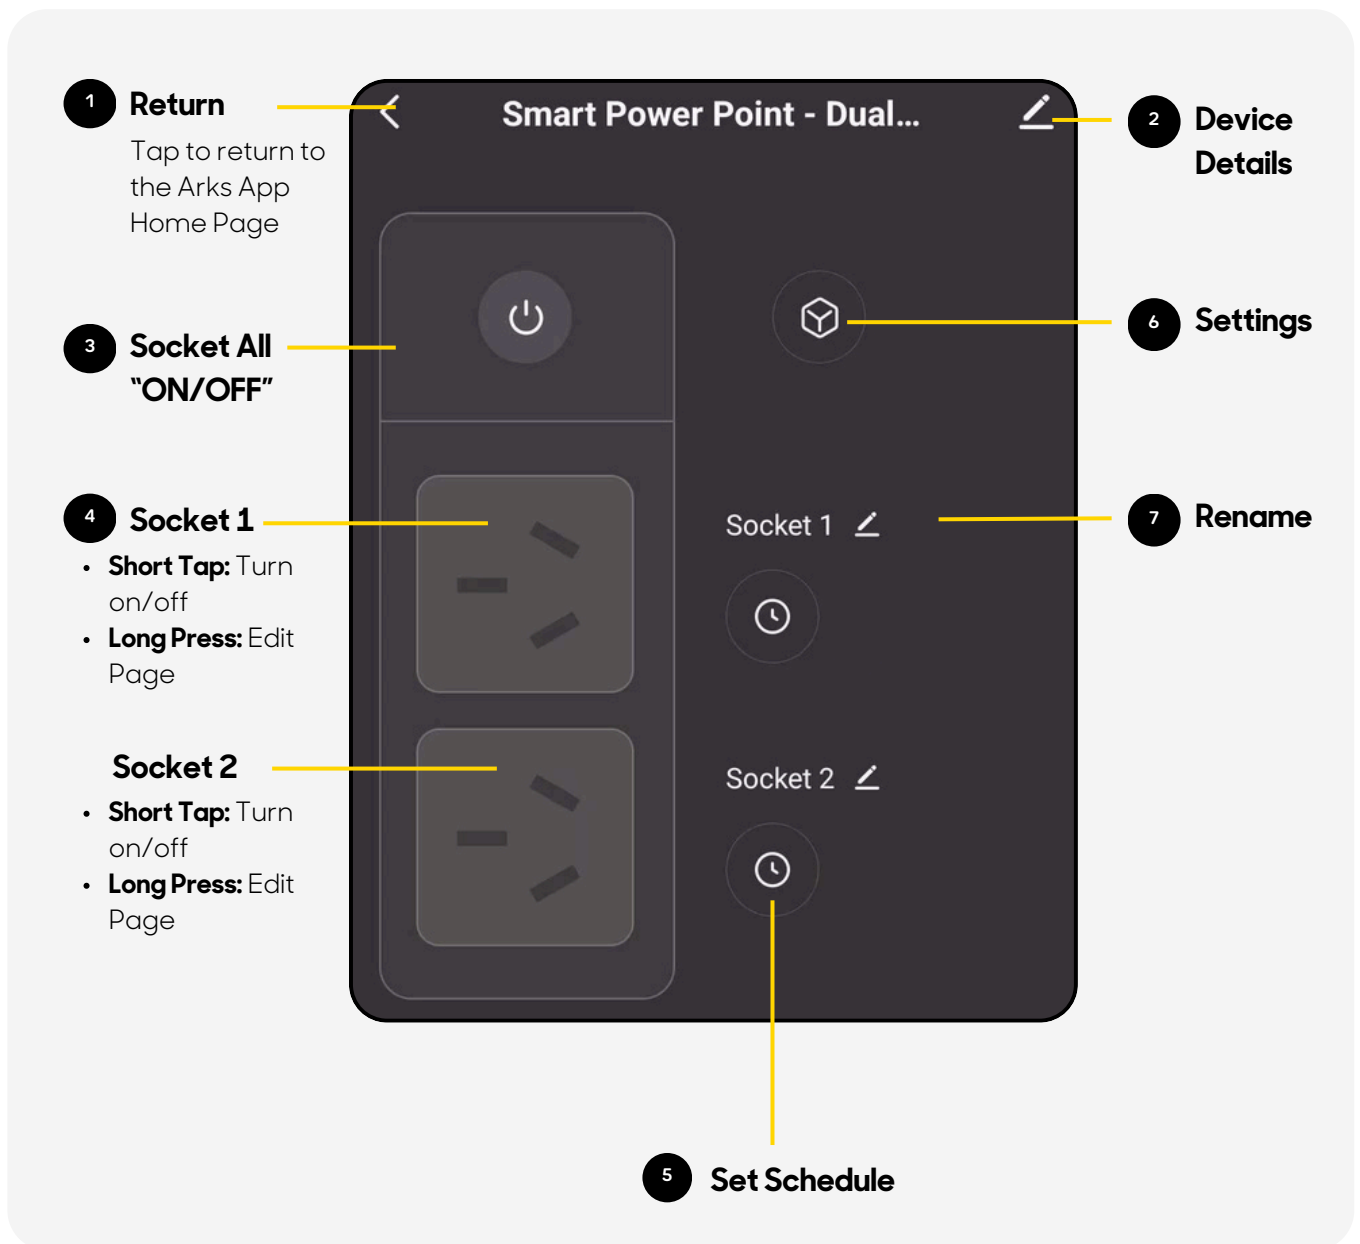 1 Return
Tap to return to
the Arks App
Home Page
Smart Power Point - Dual...
2 Device
Details
3 Socket All
“ON/OFF”
6 Settings
4 Socket 1
• Short Tap: Turn
on/off
• Long Press: Edit
Page
Socket 1
7 Rename
Socket 2
• Short Tap: Turn
on/off
• Long Press: Edit
Page
Socket 2
5 Set Schedule